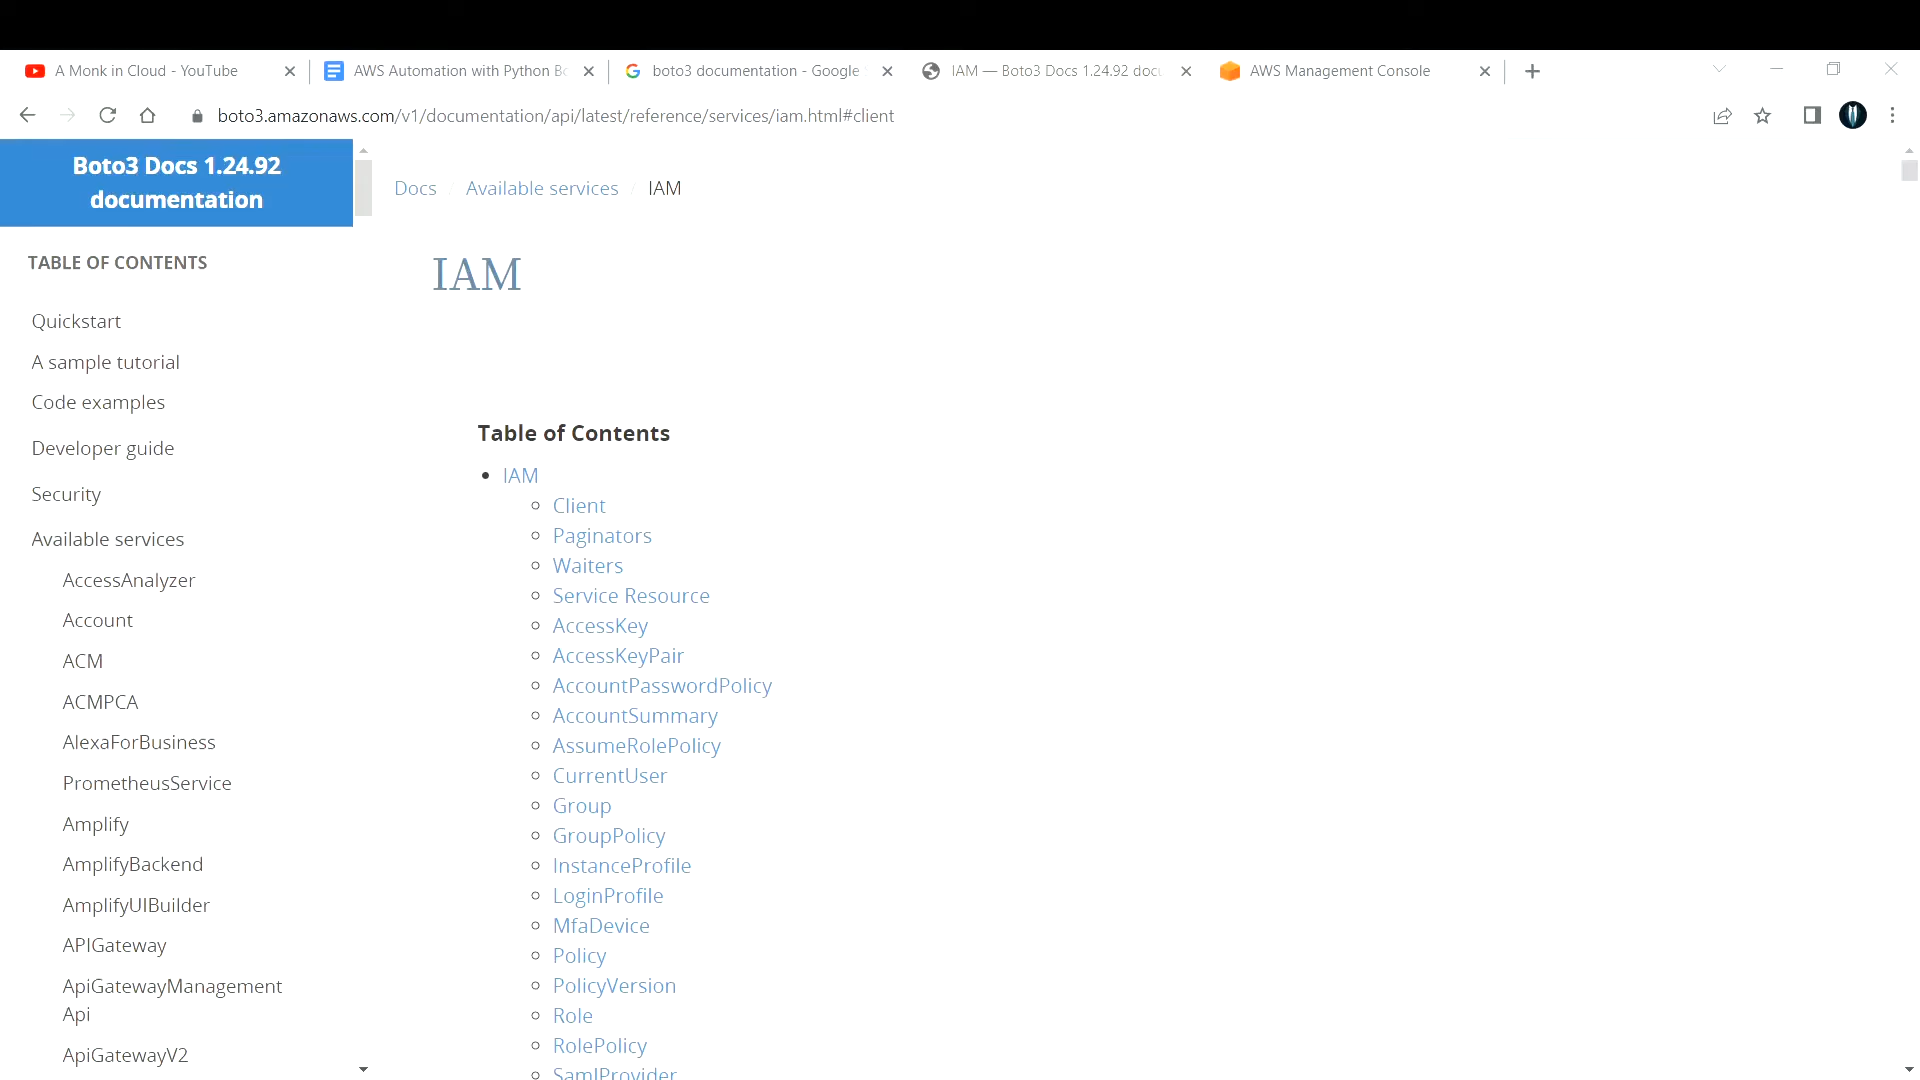 A Monk in Cloud - YouTube
AWS Automation with Python Bo
boto3 documentation - Google
IAM — Boto3 Docs 1.24.92 docu
AWS Management Console
boto3.amazonaws.com/v1/documentation/api/latest/reference/services/iam.html#client
Boto3 Docs 1.24.92
documentation
TABLE OF CONTENTS
Quickstart
A sample tutorial
Code examples
Developer guide
Security
Available services
AccessAnalyzer
Account
ACM
ACMPCA
AlexaForBusiness
PrometheusService
Amplify
AmplifyBackend
AmplifyUIBuilder
APIGateway
ApiGatewayManagement
Api
ApiGatewayV2
Docs / Available services / IAM
IAM
Table of Contents
IAM
Client
Paginators
Waiters
Service Resource
AccessKey
AccessKeyPair
AccountPasswordPolicy
AccountSummary
AssumeRolePolicy
CurrentUser
Group
GroupPolicy
InstanceProfile
LoginProfile
MfaDevice
Policy
PolicyVersion
Role
RolePolicy
SamlProvider